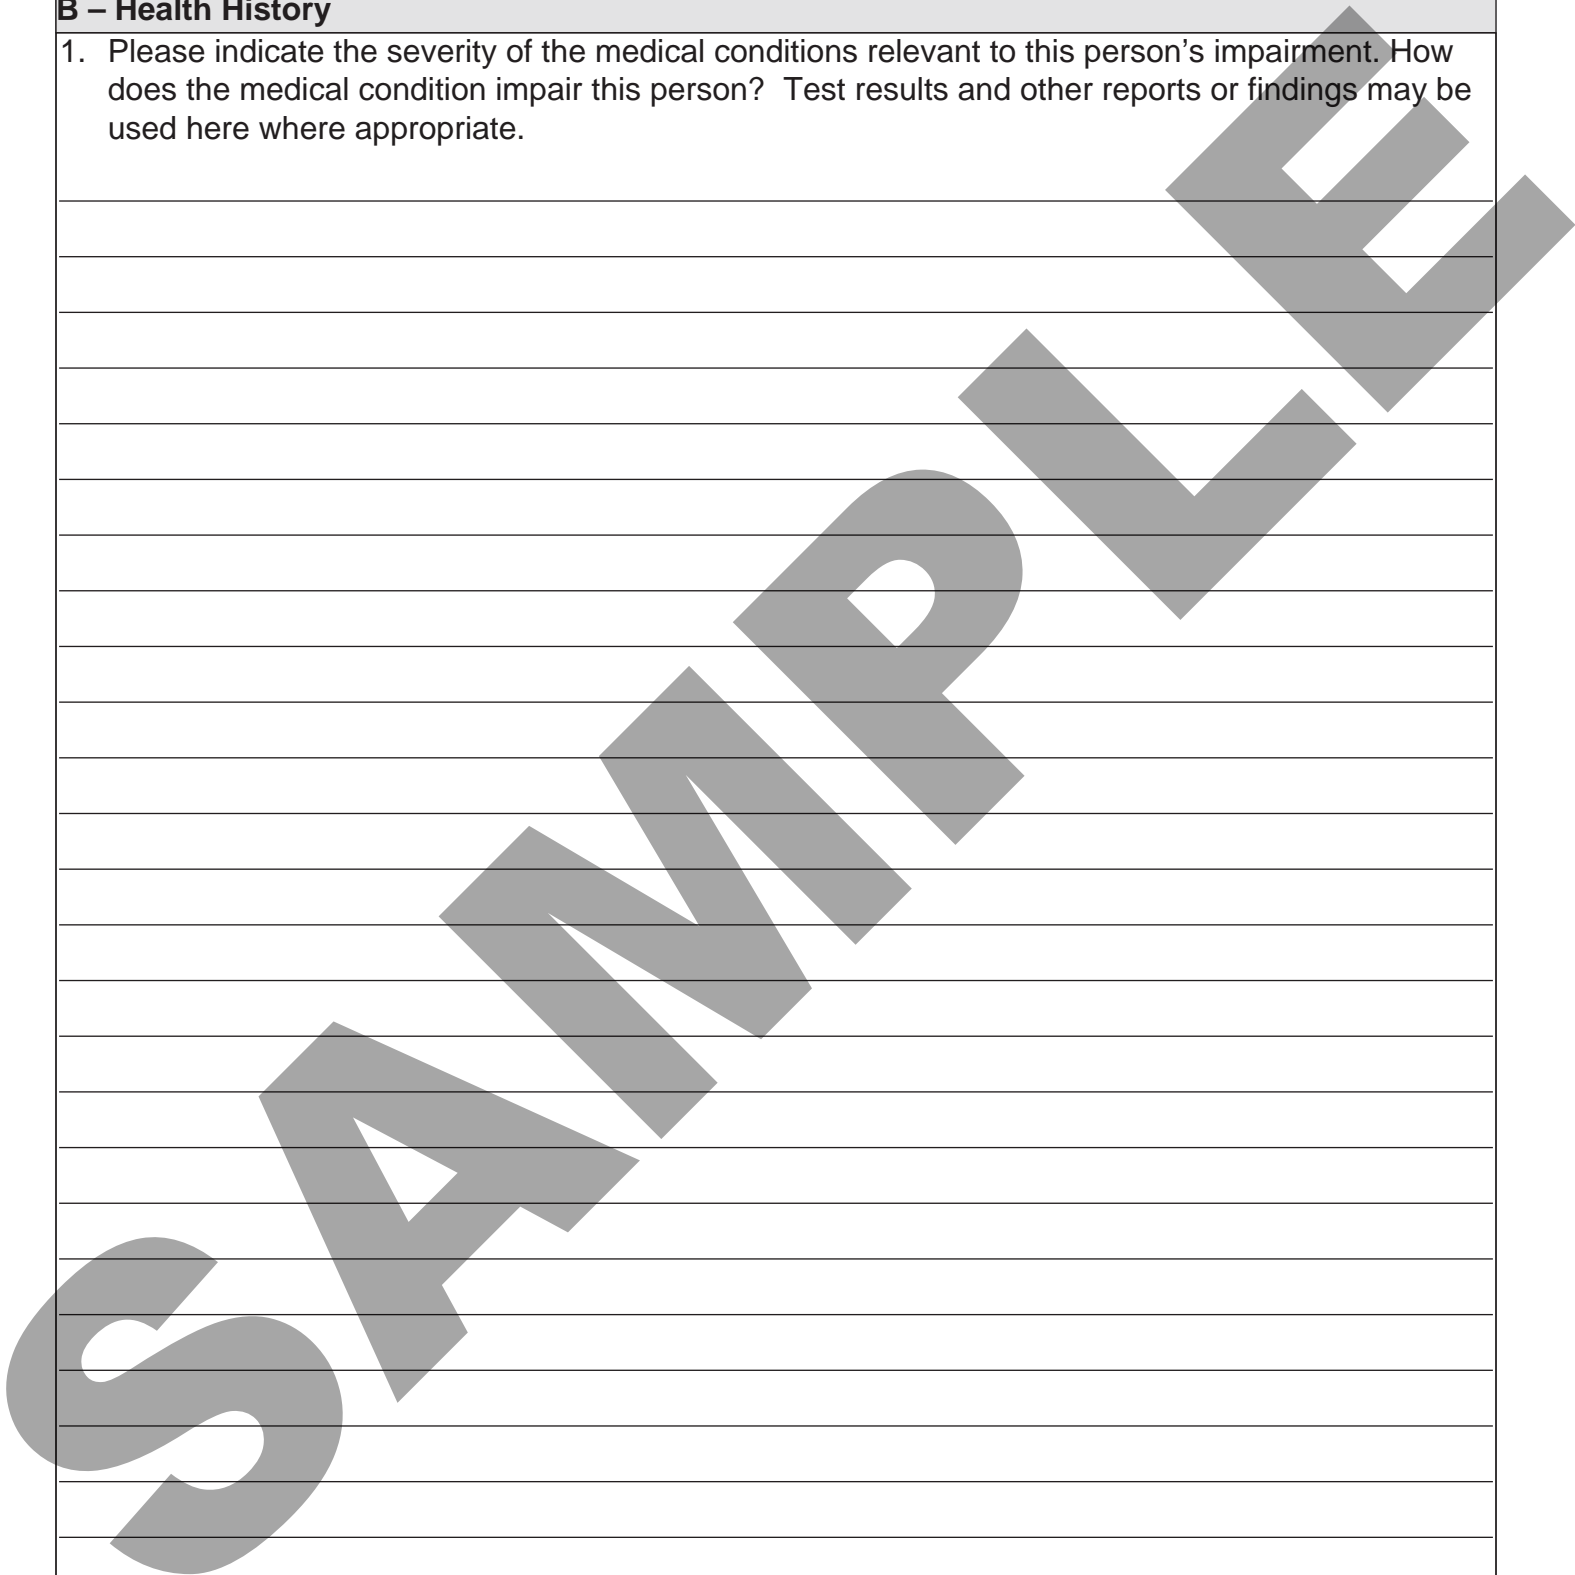 B – Health History
1. Please indicate the severity of the medical conditions relevant to this person’s impairment. How
does the medical condition impair this person?  Test results and other reports or findings may be
used here where appropriate.
SAMPLE